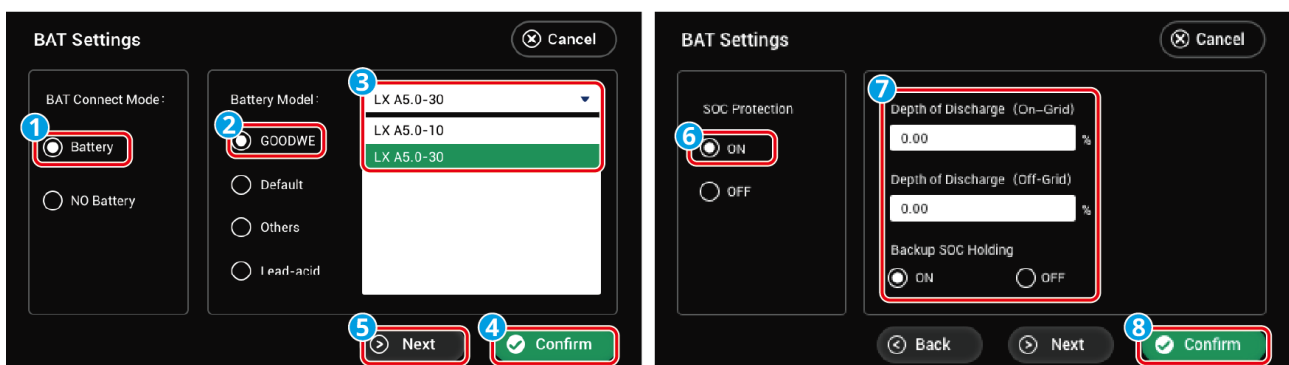 BAT Settings
Cancel
BAT Connect Mode:
1
Battery
NO Battery
Battery Model:
2
GOODWE
Default
Others
Lead-acid
3
LX A5.0-30
LX A5.0-10
LX A5.0-30
5
Next
4
Confirm
BAT Settings
Cancel
SOC Protection
6
ON
OFF
7
Depth of Discharge (On-Grid)
0.00 %
Depth of Discharge (Off-Grid)
0.00 %
Backup SOC Holding
ON OFF
Back
Next
8
Confirm